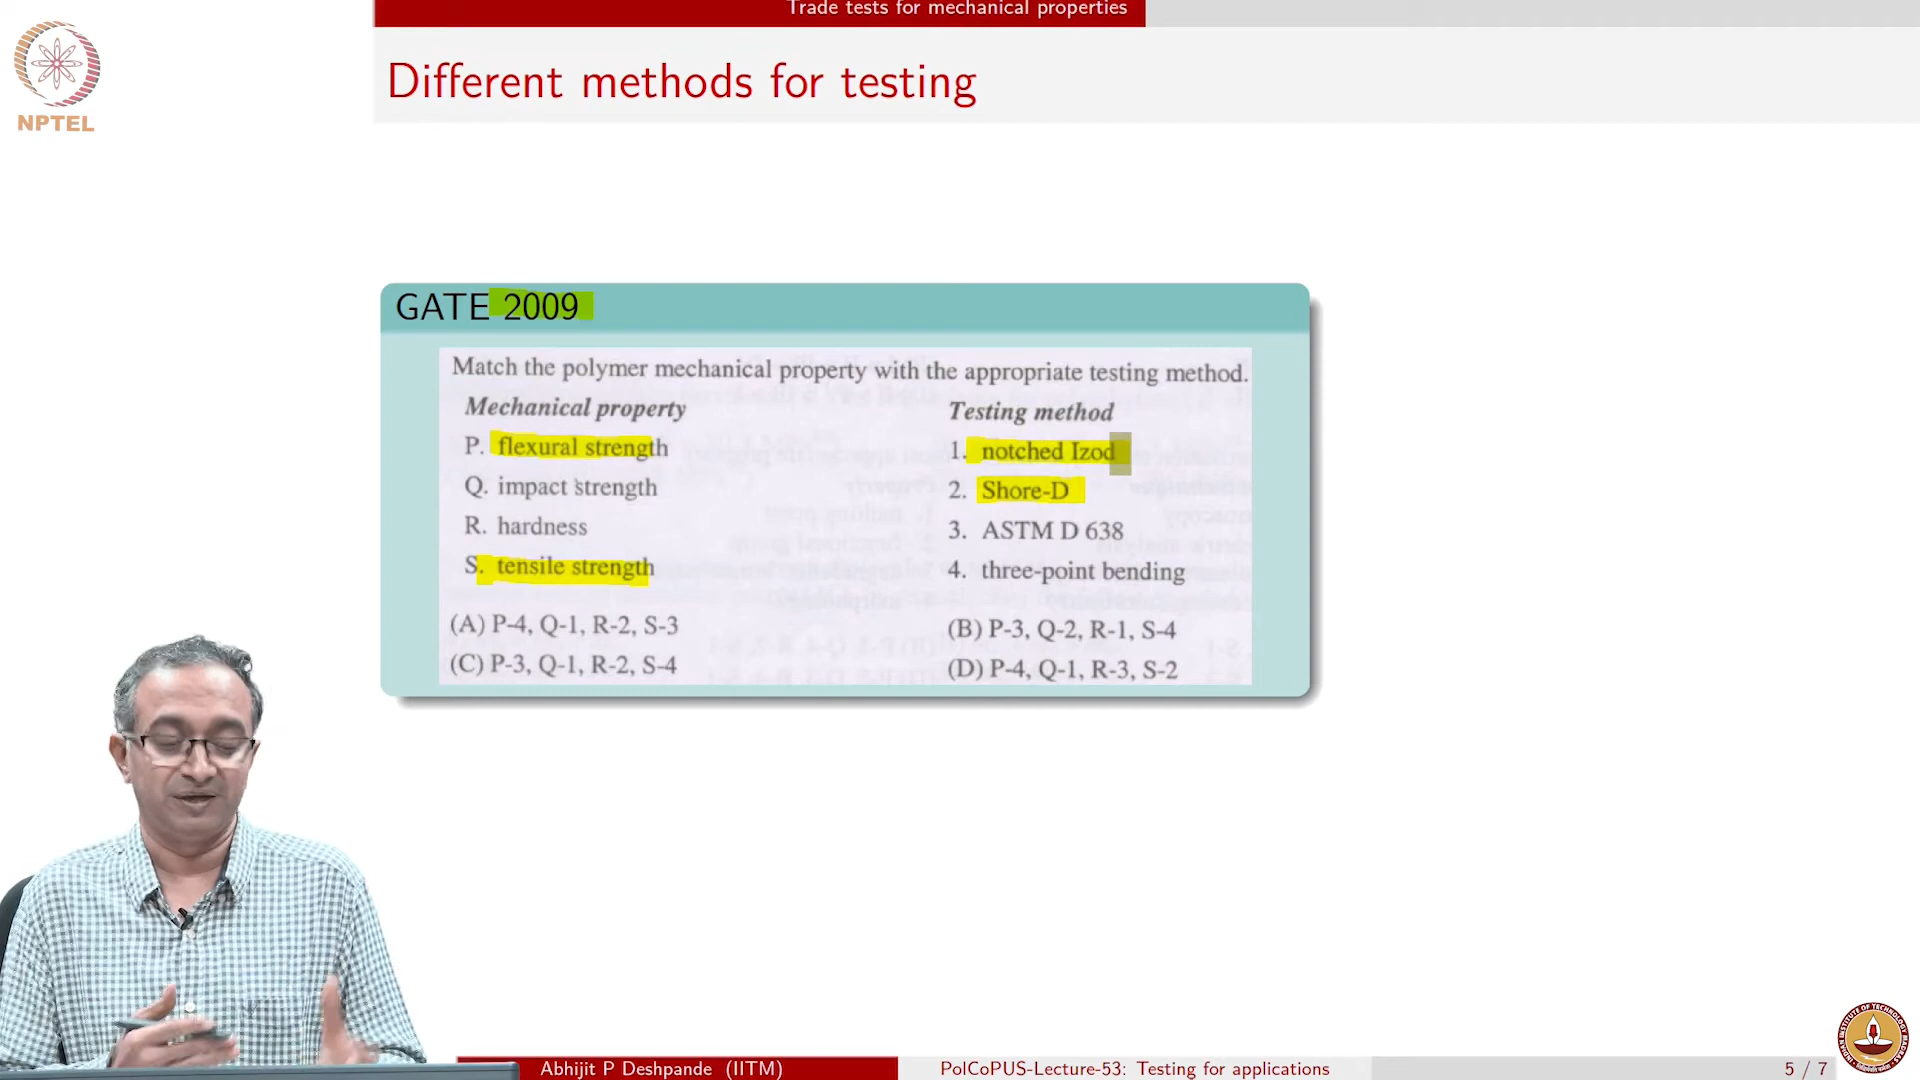 Trade tests for mechanical properties
NPTEL
Different methods for testing
GATE 2009
Match the polymer mechanical property with the appropriate testing method.
Mechanical property
Testing method
P. flexural strength
1. notched Izod
Q. impact strength
2. Shore-D
R. hardness
3. ASTM D 638
S. tensile strength
4. three-point bending
(A) P-4, Q-1, R-2, S-3
(B) P-3, Q-2, R-1, S-4
(C) P-3, Q-1, R-2, S-4
(D) P-4, Q-1, R-3, S-2
Abhijit P Deshpande (IITM)
PolCoPUS-Lecture-53: Testing for applications
5 / 7